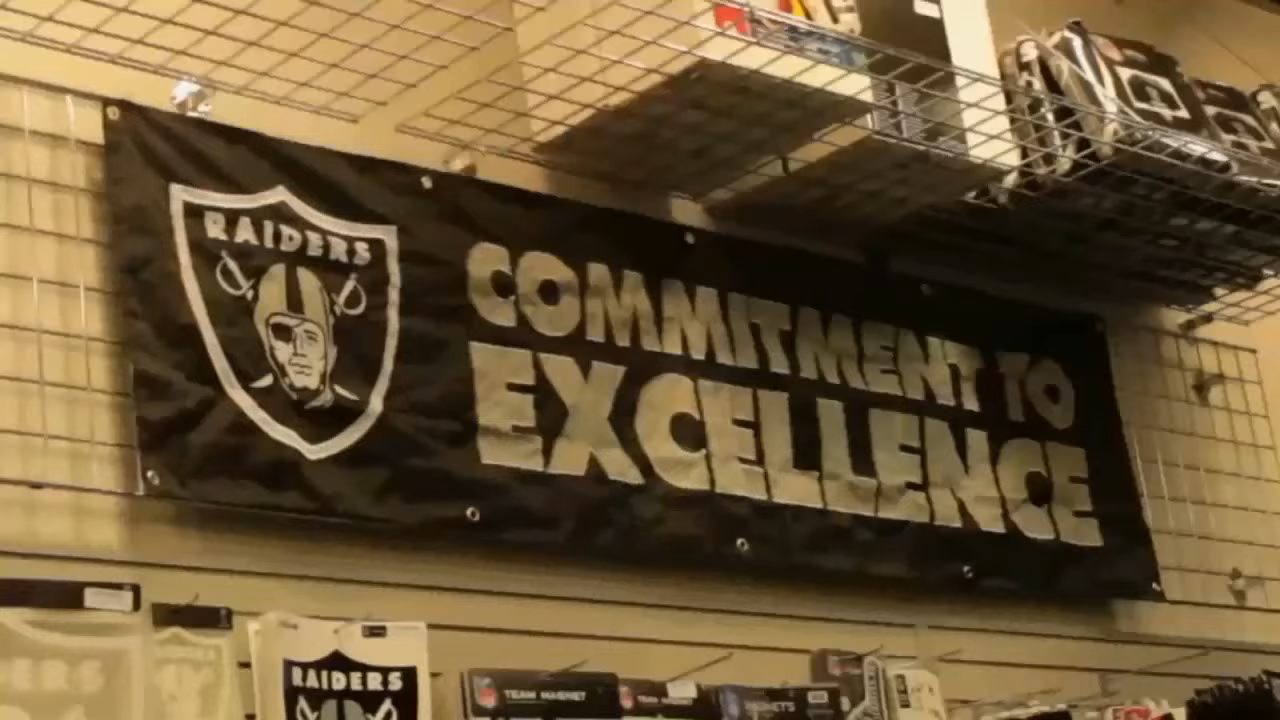 RAIDERS
COMMITMENT TO
EXCELLENCE
RAIDERS
TEAM MAGNET